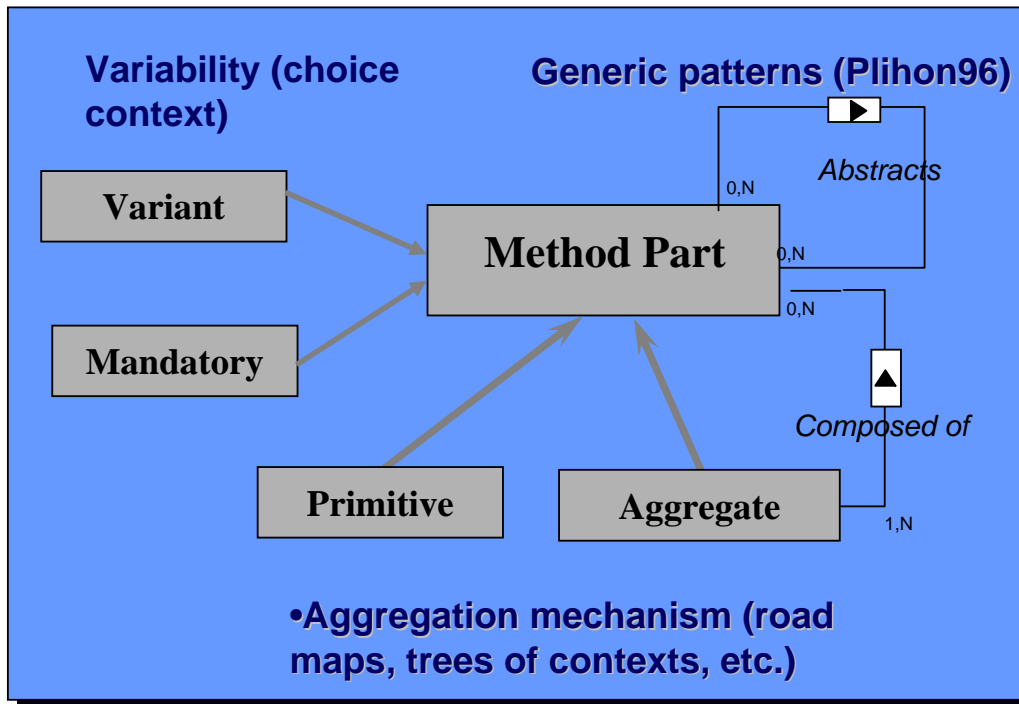 Variability (choice
context)
Generic patterns (Plihon96)
Abstracts
0,N
Variant
Method Part
0,N
0,N
Mandatory
Composed of
Primitive
Aggregate
1,N
•Aggregation mechanism (road
maps, trees of contexts, etc.)